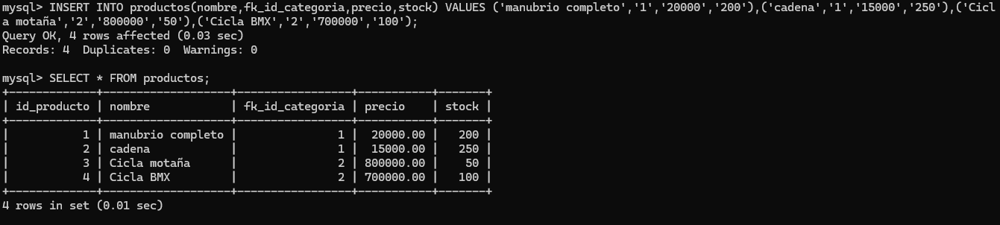 mysql> INSERT INTO productos(nombre,fk_id_categoria,precio,stock) VALUES ('manubrio completo','1','20000','200'),('cadena','1','15000','250'),('Cicl
a motaña','2','800000','50'),('Cicla BMX','2','700000','100');
Query OK, 4 rows affected (0.03 sec)
Records: 4  Duplicates: 0  Warnings: 0

mysql> SELECT * FROM productos;
+-------------+-------------------+-----------------+-----------+-------+
| id_producto | nombre            | fk_id_categoria | precio    | stock |
+-------------+-------------------+-----------------+-----------+-------+
|           1 | manubrio completo |               1 |  20000.00 |   200 |
|           2 | cadena            |               1 |  15000.00 |   250 |
|           3 | Cicla motaña      |               2 | 800000.00 |    50 |
|           4 | Cicla BMX         |               2 | 700000.00 |   100 |
+-------------+-------------------+-----------------+-----------+-------+
4 rows in set (0.01 sec)